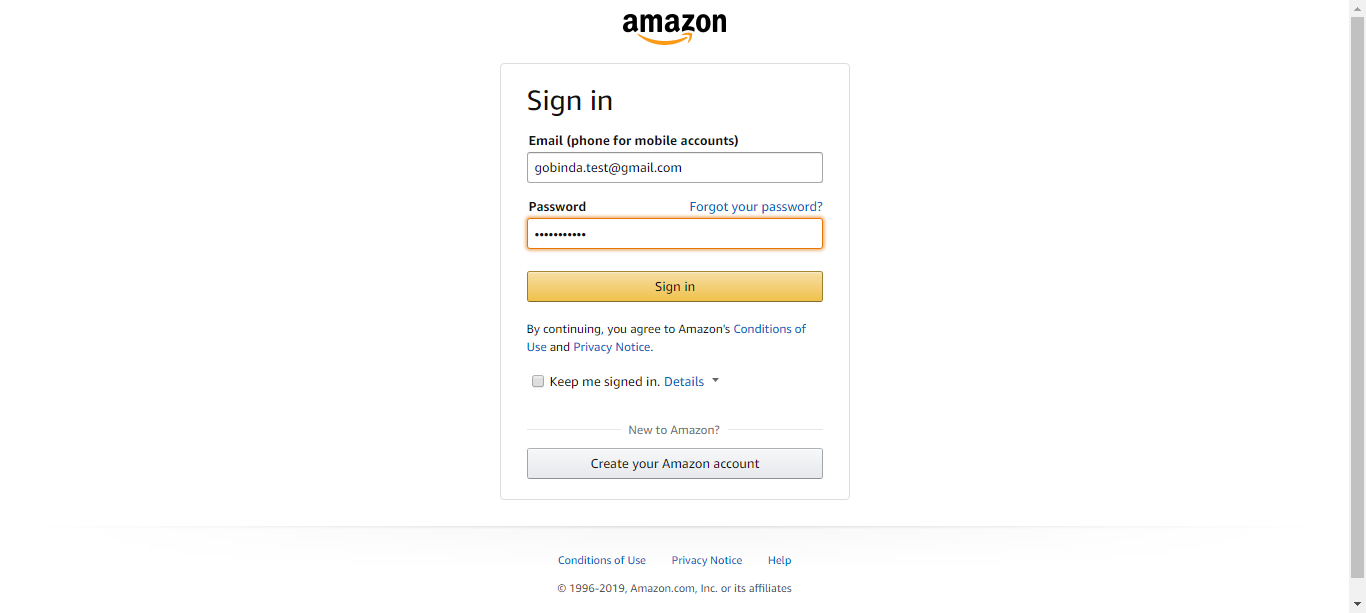 amazon
Sign in
Email (phone for mobile accounts)
gobinda.test@gmail.com
Password Forgot your password?
•••••••••••
Sign in
By continuing, you agree to Amazon's Conditions of
Use and Privacy Notice.
Keep me signed in. Details
New to Amazon?
Create your Amazon account
Conditions of Use Privacy Notice Help
© 1996-2019, Amazon.com, Inc. or its affiliates